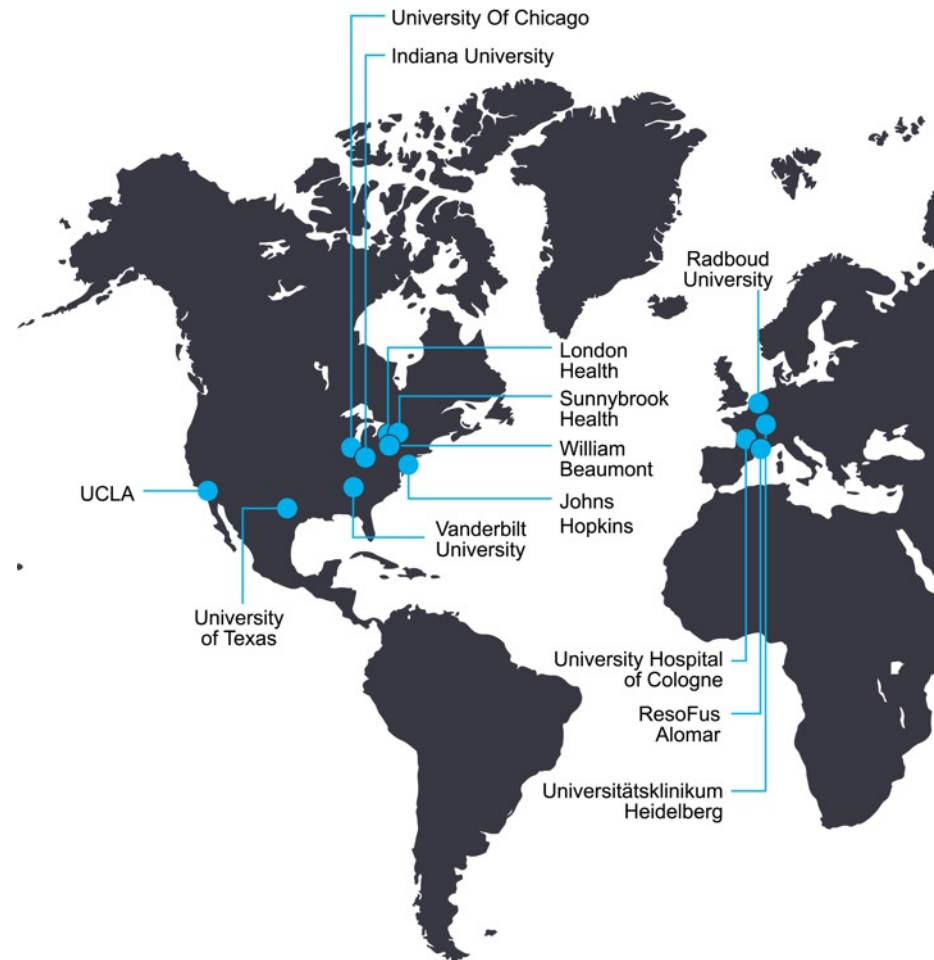 University Of Chicago
Indiana University
Radboud
University
London
Health
Sunnybrook
Health
William
Beaumont
Johns
Hopkins
UCLA
Vanderbilt
University
University
of Texas
University Hospital
of Cologne
ResoFus
Alomar
Universitätsklinikum
Heidelberg